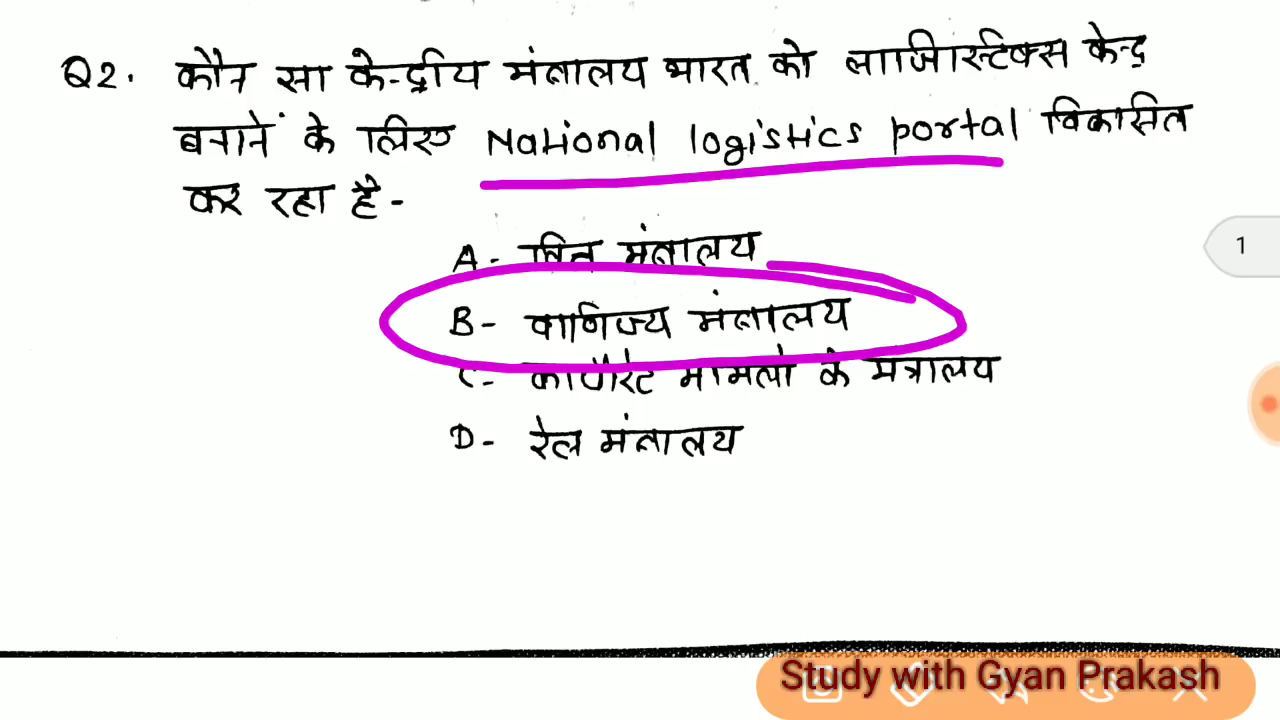 Q2. कौन सा केन्द्रीय मंत्रालय भारत को लाजिस्टिक्स केन्द्र
बनानें के लिए National logistics portal विकासित
कर रहा है-
A- वित्त मंत्रालय
B- वाणिज्य मंत्रालय
C- कार्पोरेट मामलो के मंत्रालय
D- रेल मंत्रालय
1
Study with Gyan Prakash